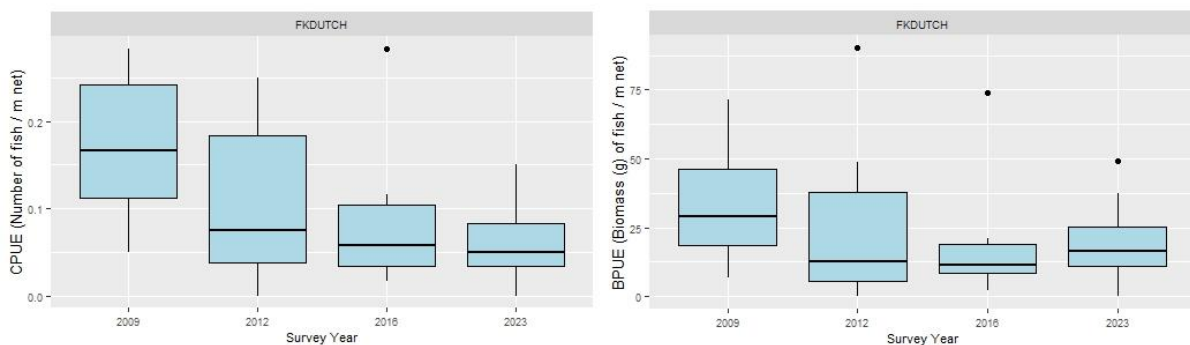 FKDUTCH
CPUE (Number of fish / m net)
0.2
0.1
0.0
2009 2012 2016 2023
Survey Year
FKDUTCH
BPUE (Biomass (g) of fish / m net)
75
50
25
0
2009 2012 2016 2023
Survey Year